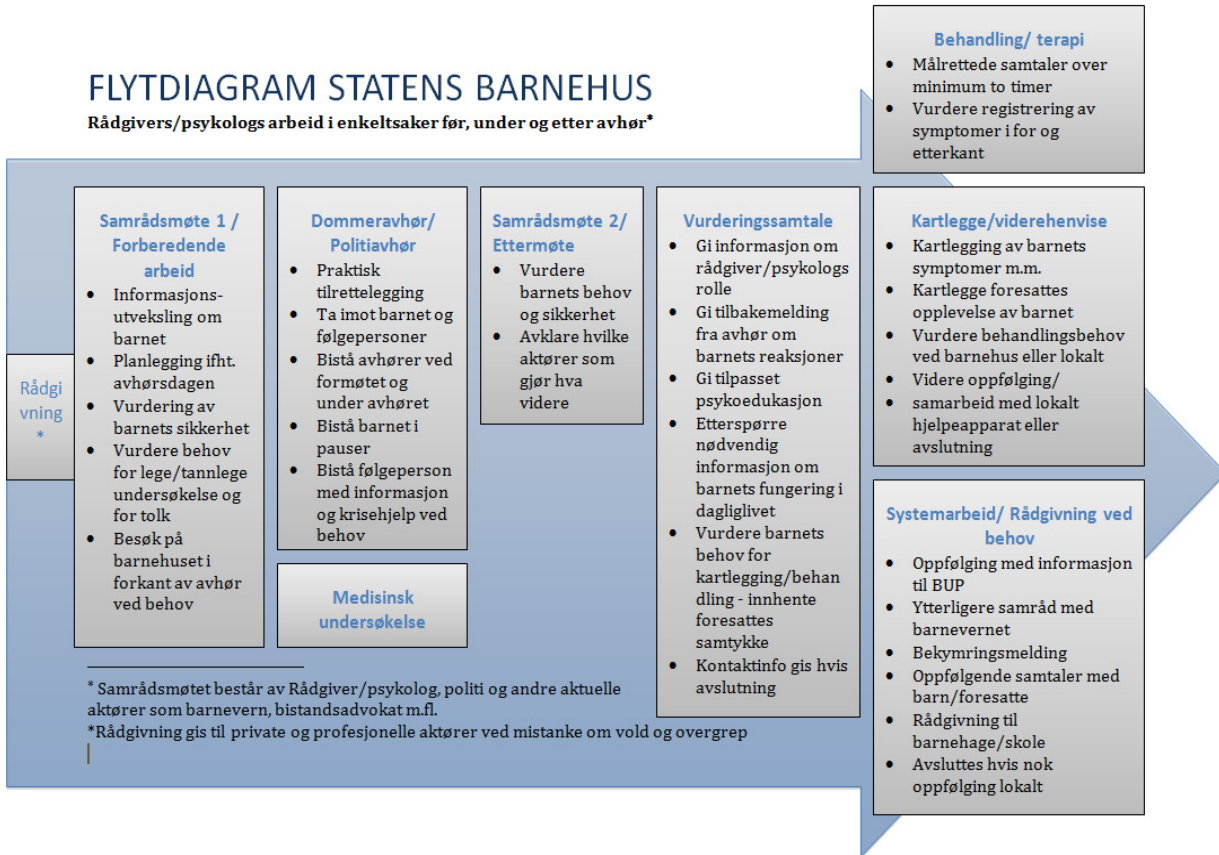 FLYTDIAGRAM STATENS BARNEHUS
Rådgivers/psykologs arbeid i enkeltsaker før, under og etter avhør*
Rådgi
vning
*
Samrådsmøte 1 /
Forberedende
arbeid
• Informasjons-
utveksling om
barnet
• Planlegging ifht.
avhørsdagen
• Vurdering av
barnets sikkerhet
• Vurdere behov
for lege/tannlege
undersøkelse og
for tolk
• Besøk på
barnehuset i
forkant av avhør
ved behov
Dommeravhør/
Politiavhør
• Praktisk
tilrettelegging
• Ta imot barnet og
følgepersoner
• Bistå avhører ved
formøtet og
under avhøret
• Bistå barnet i
pauser
• Bistå følgeperson
med informasjon
og krisehjelp ved
behov
Medisinsk
undersøkelse
Samrådsmøte 2/
Ettermøte
• Vurdere
barnets behov
og sikkerhet
• Avklare hvilke
aktører som
gjør hva
videre
Vurderingssamtale
• Gi informasjon om
rådgiver/psykologs
rolle
• Gi tilbakemelding
fra avhør om
barnets reaksjoner
• Gi tilpasset
psykoedukasjon
• Etterspørre
nødvendig
informasjon om
barnets fungering i
dagliglivet
• Vurdere barnets
behov for
kartlegging/behan
dling - innhente
foresattes
samtykke
• Kontaktinfo gis hvis
avslutning
Behandling/ terapi
• Målrettede samtaler over
minimum to timer
• Vurdere registrering av
symptomer i for og
etterkant
Kartlegge/viderehenvise
• Kartlegging av barnets
symptomer m.m.
• Kartlegge foresattes
opplevelse av barnet
• Vurdere behandlingsbehov
ved barnehus eller lokalt
• Videre oppfølging/
• samarbeid med lokalt
hjelpeapparat eller
avslutning
Systemarbeid/ Rådgivning ved
behov
• Oppfølging med informasjon
til BUP
• Ytterligere samråd med
barnevernet
• Bekymringsmelding
• Oppfølgende samtaler med
barn/foresatte
• Rådgivning til
barnehage/skole
• Avsluttes hvis nok
oppfølging lokalt
* Samrådsmøtet består av Rådgiver/psykolog, politi og andre aktuelle
aktører som barnevern, bistandsadvokat m.fl.
*Rådgivning gis til private og profesjonelle aktører ved mistanke om vold og overgrep